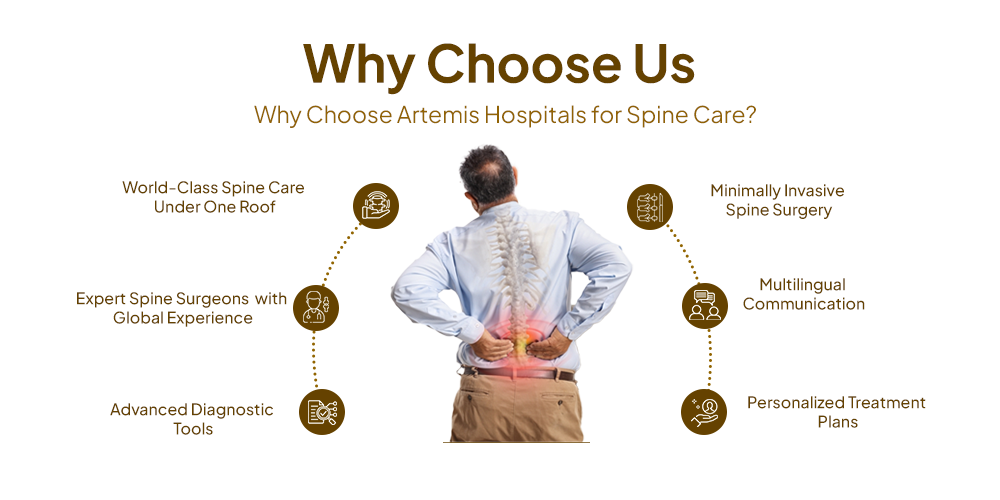 Why Choose Us
Why Choose Artemis Hospitals for Spine Care?
World-Class Spine Care
Under One Roof
Expert Spine Surgeons with
Global Experience
Advanced Diagnostic
Tools
Minimally Invasive
Spine Surgery
Multilingual
Communication
Personalized Treatment
Plans